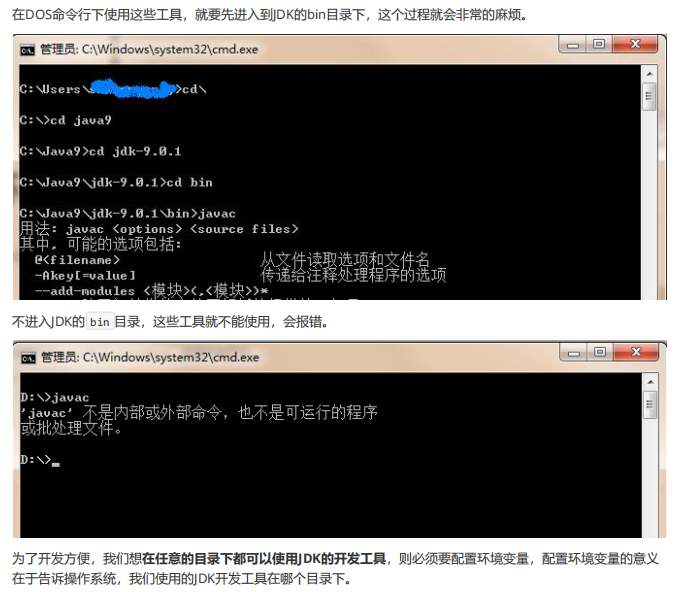 在DOS命令行下使用这些工具，就要先进入到JDK的bin目录下，这个过程就会非常的麻烦。
管理员: C:\Windows\system32\cmd.exe
C:\Users\ >cd\
C:\>cd java9
C:\Java9>cd jdk-9.0.1
C:\Java9\jdk-9.0.1>cd bin
C:\Java9\jdk-9.0.1\bin>javac
用法: javac <options> <source files>
其中, 可能的选项包括:
@<filename> 从文件读取选项和文件名
-Akey[=value] 传递给注释处理程序的选项
--add-modules <模块>(,<模块>)*
不进入JDK的bin目录，这些工具就不能使用，会报错。
管理员: C:\Windows\system32\cmd.exe
D:\>javac
'javac' 不是内部或外部命令，也不是可运行的程序
或批处理文件。
D:\>_
为了开发方便，我们想在任意的目录下都可以使用JDK的开发工具，则必须要配置环境变量，配置环境变量的意义
在于告诉操作系统，我们使用的JDK开发工具在哪个目录下。